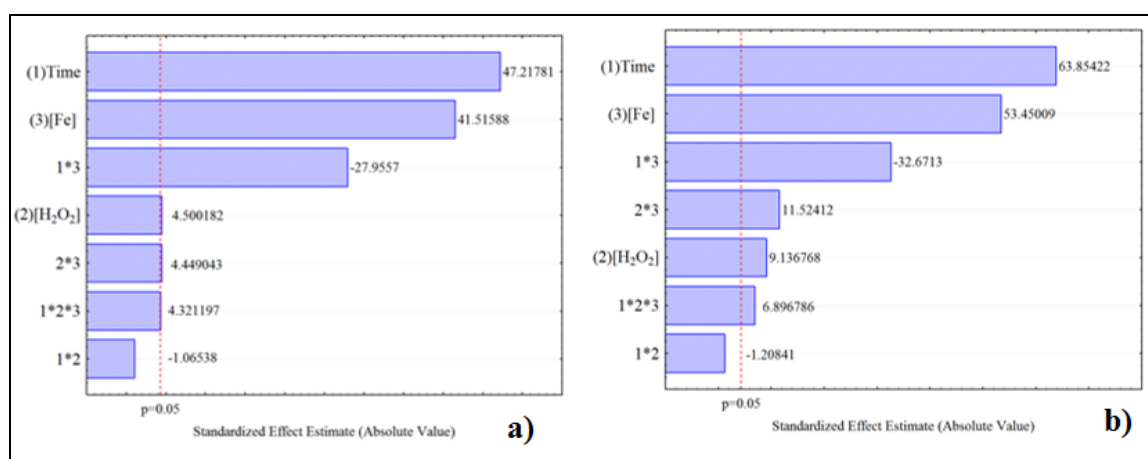 (1)Time 47.21781
(3)[Fe] 41.51588
1*3 -27.9557
(2)[H₂O₂] 4.500182
2*3 4.449043
1*2*3 4.321197
1*2 -1.06538
p=0.05
Standardized Effect Estimate (Absolute Value)
a)
(1)Time 63.85422
(3)[Fe] 53.45009
1*3 -32.6713
2*3 11.52412
(2)[H₂O₂] 9.136768
1*2*3 6.896786
1*2 -1.20841
p=0.05
Standardized Effect Estimate (Absolute Value)
b)